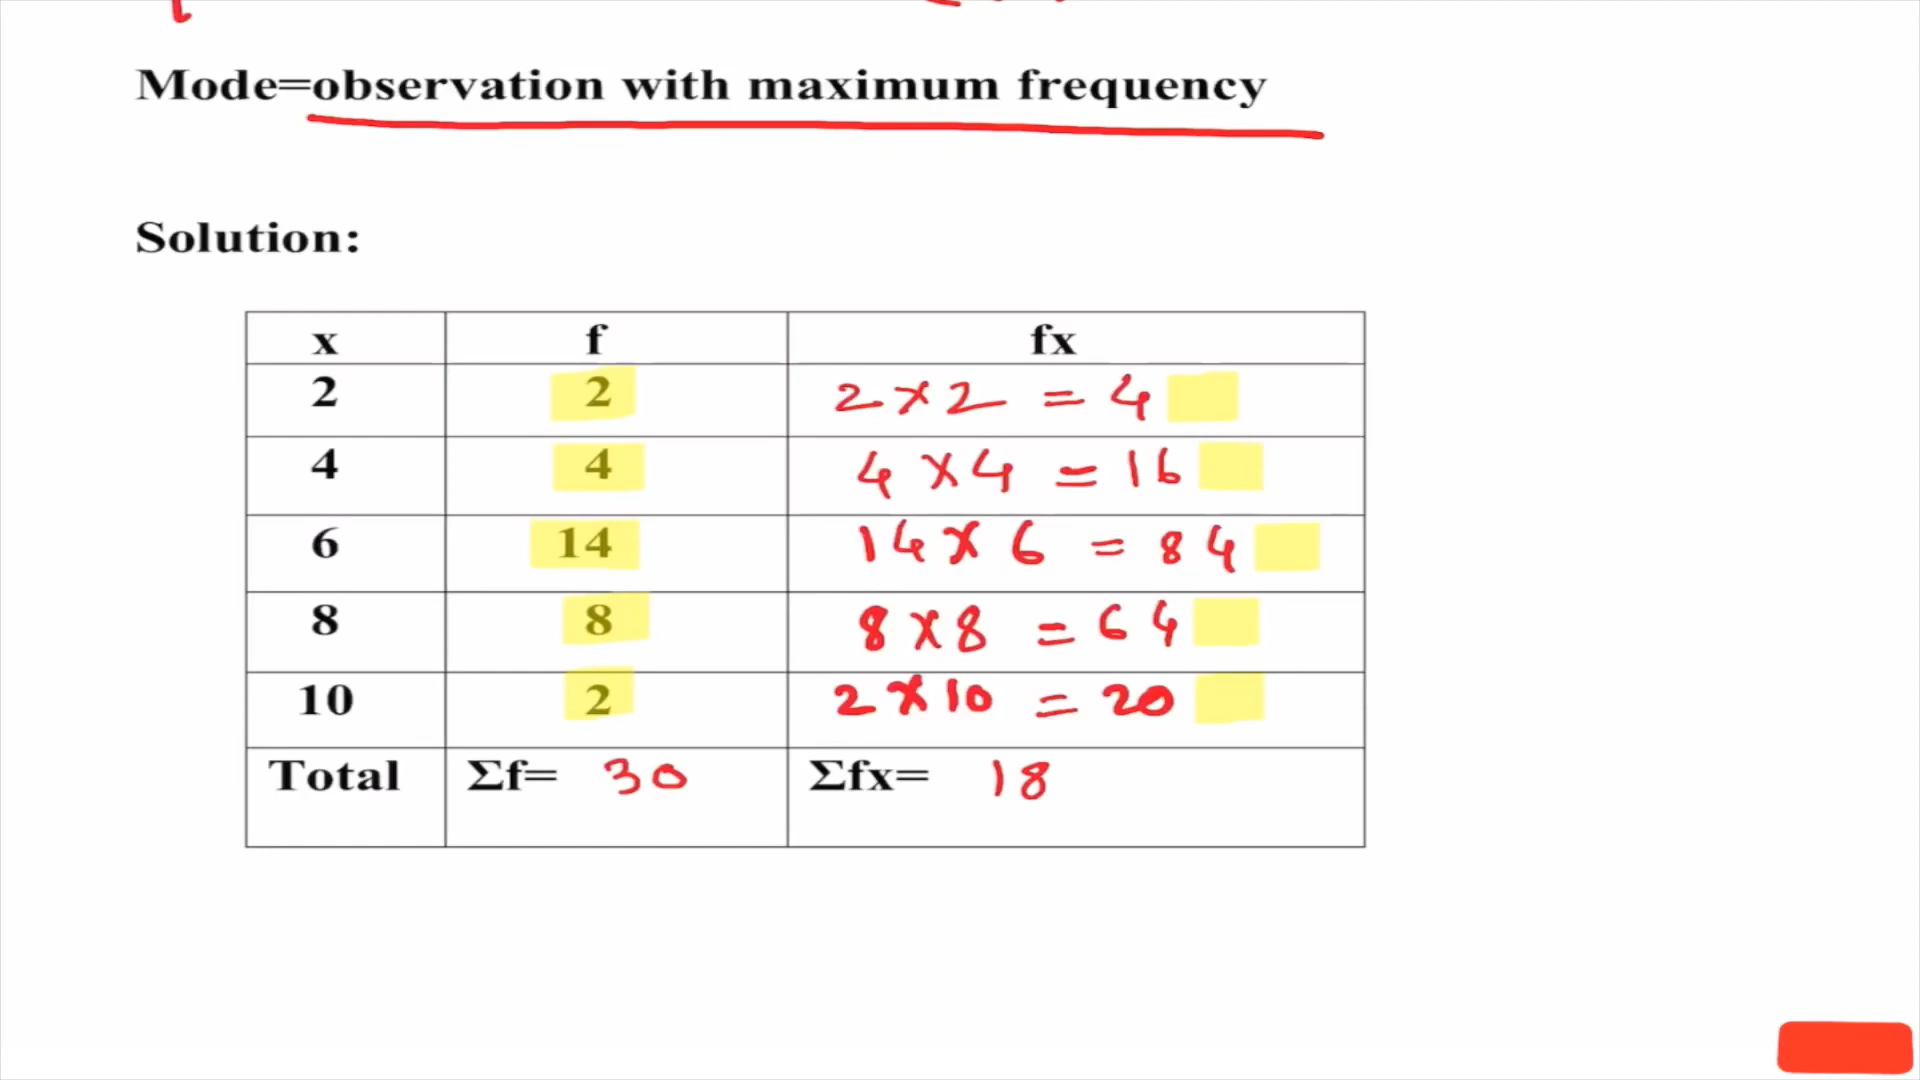 Mode=observation with maximum frequency
Solution:
x f fx
2 2 2 × 2 = 4
4 4 4 × 4 = 16
6 14 14 × 6 = 84
8 8 8 × 8 = 64
10 2 2 × 10 = 20
Total Σf= 30 Σfx= 18